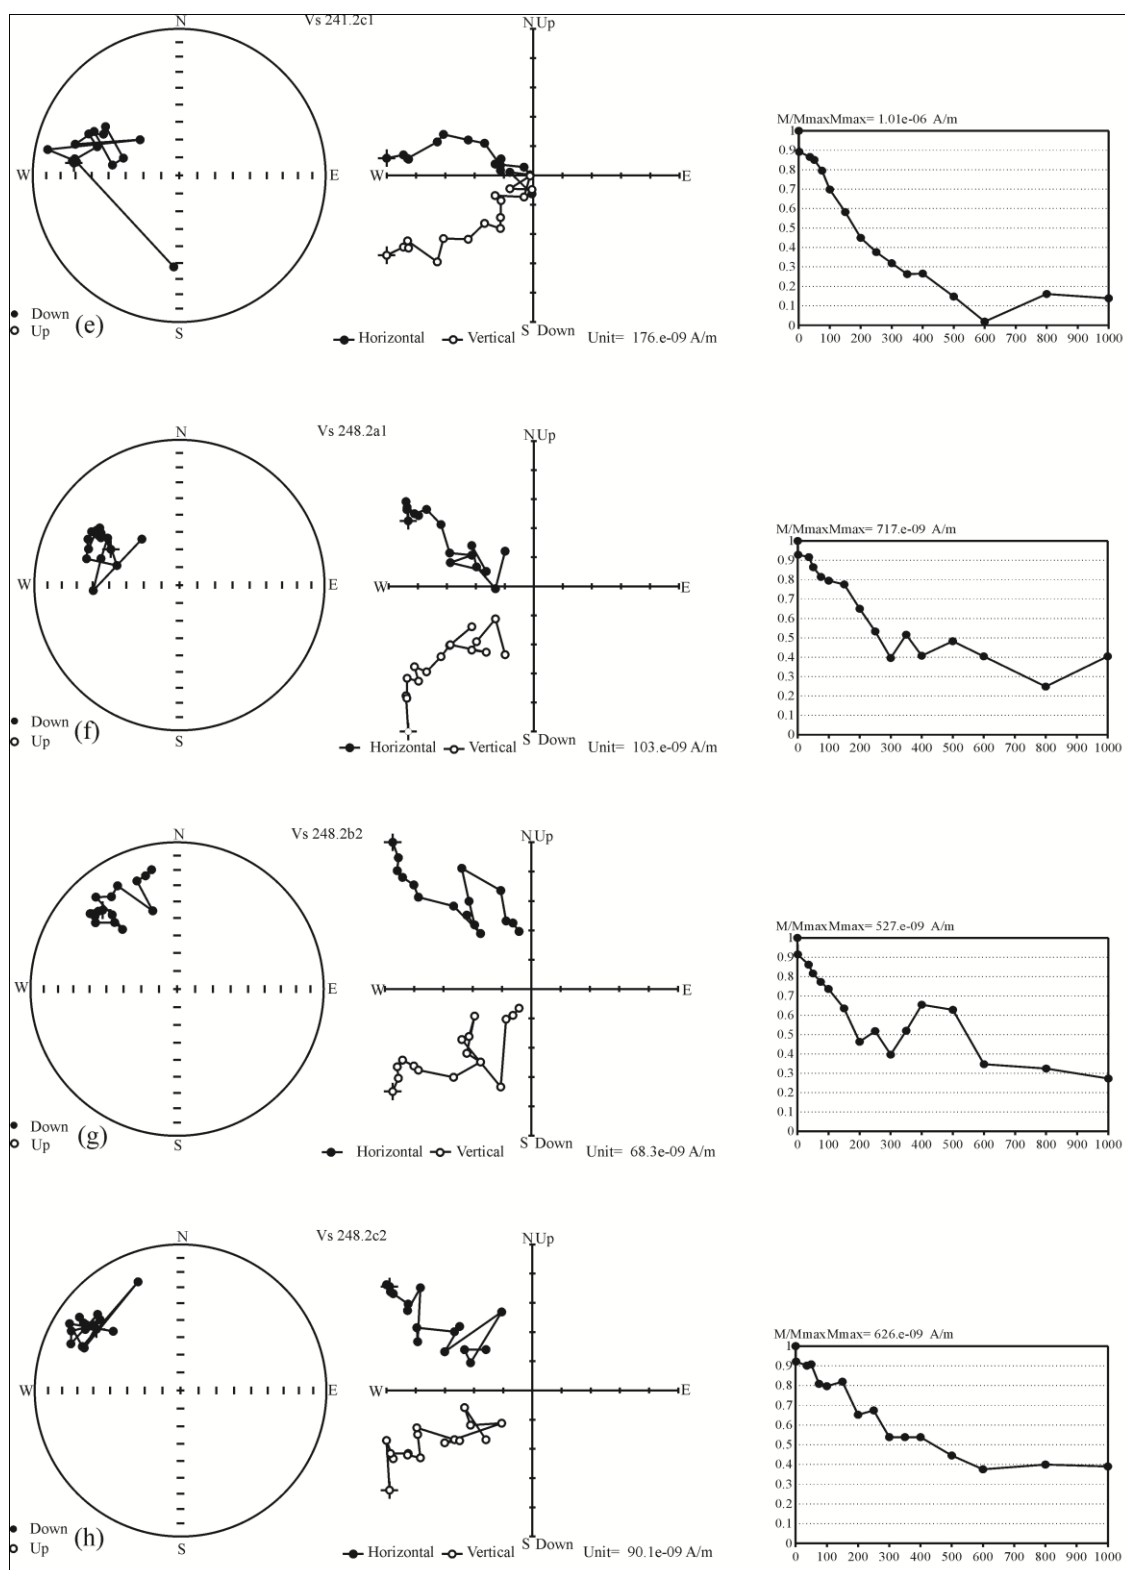 Vs 241.2c1
N
W
E
S
Down
Up
(e)
N Up
W
E
S Down
Horizontal Vertical Unit= 176.e-09 A/m
M/MmaxMmax= 1.01e-06 A/m
1
0.9
0.8
0.7
0.6
0.5
0.4
0.3
0.2
0.1
0
0 100 200 300 400 500 600 700 800 900 1000
Vs 248.2a1
N
W
E
S
Down
Up
(f)
N Up
W
E
S Down
Horizontal Vertical Unit= 103.e-09 A/m
M/MmaxMmax= 717.e-09 A/m
1
0.9
0.8
0.7
0.6
0.5
0.4
0.3
0.2
0.1
0
0 100 200 300 400 500 600 700 800 900 1000
Vs 248.2b2
N
W
E
S
Down
Up
(g)
N Up
W
E
S Down
Horizontal Vertical Unit= 68.3e-09 A/m
M/MmaxMmax= 527.e-09 A/m
1
0.9
0.8
0.7
0.6
0.5
0.4
0.3
0.2
0.1
0
0 100 200 300 400 500 600 700 800 900 1000
Vs 248.2c2
N
W
E
S
Down
Up
(h)
N Up
W
E
S Down
Horizontal Vertical Unit= 90.1e-09 A/m
M/MmaxMmax= 626.e-09 A/m
1
0.9
0.8
0.7
0.6
0.5
0.4
0.3
0.2
0.1
0
0 100 200 300 400 500 600 700 800 900 1000